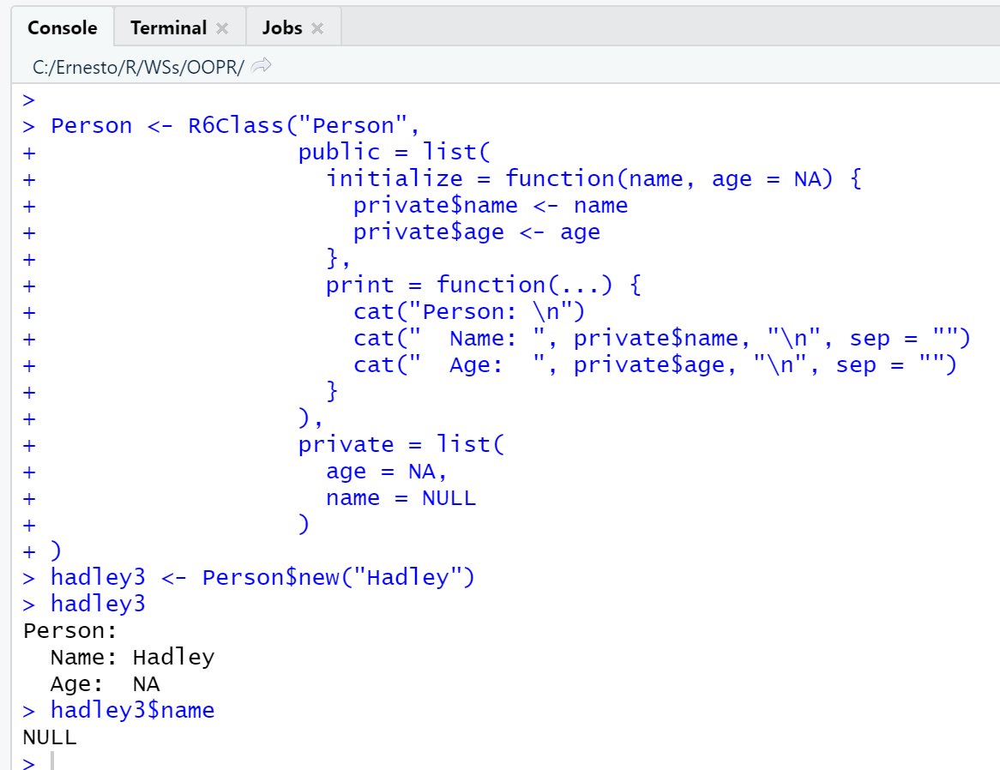 Console Terminal × Jobs ×
C:/Ernesto/R/WSs/OOPR/
>
> Person <- R6Class("Person",
+                   public = list(
+                     initialize = function(name, age = NA) {
+                       private$name <- name
+                       private$age <- age
+                     },
+                     print = function(...) {
+                       cat("Person: \n")
+                       cat("  Name: ", private$name, "\n", sep = "")
+                       cat("  Age:  ", private$age, "\n", sep = "")
+                     }
+                   ),
+                   private = list(
+                     age = NA,
+                     name = NULL
+                   )
+ )
> hadley3 <- Person$new("Hadley")
> hadley3
Person:
  Name: Hadley
  Age:  NA
> hadley3$name
NULL
>